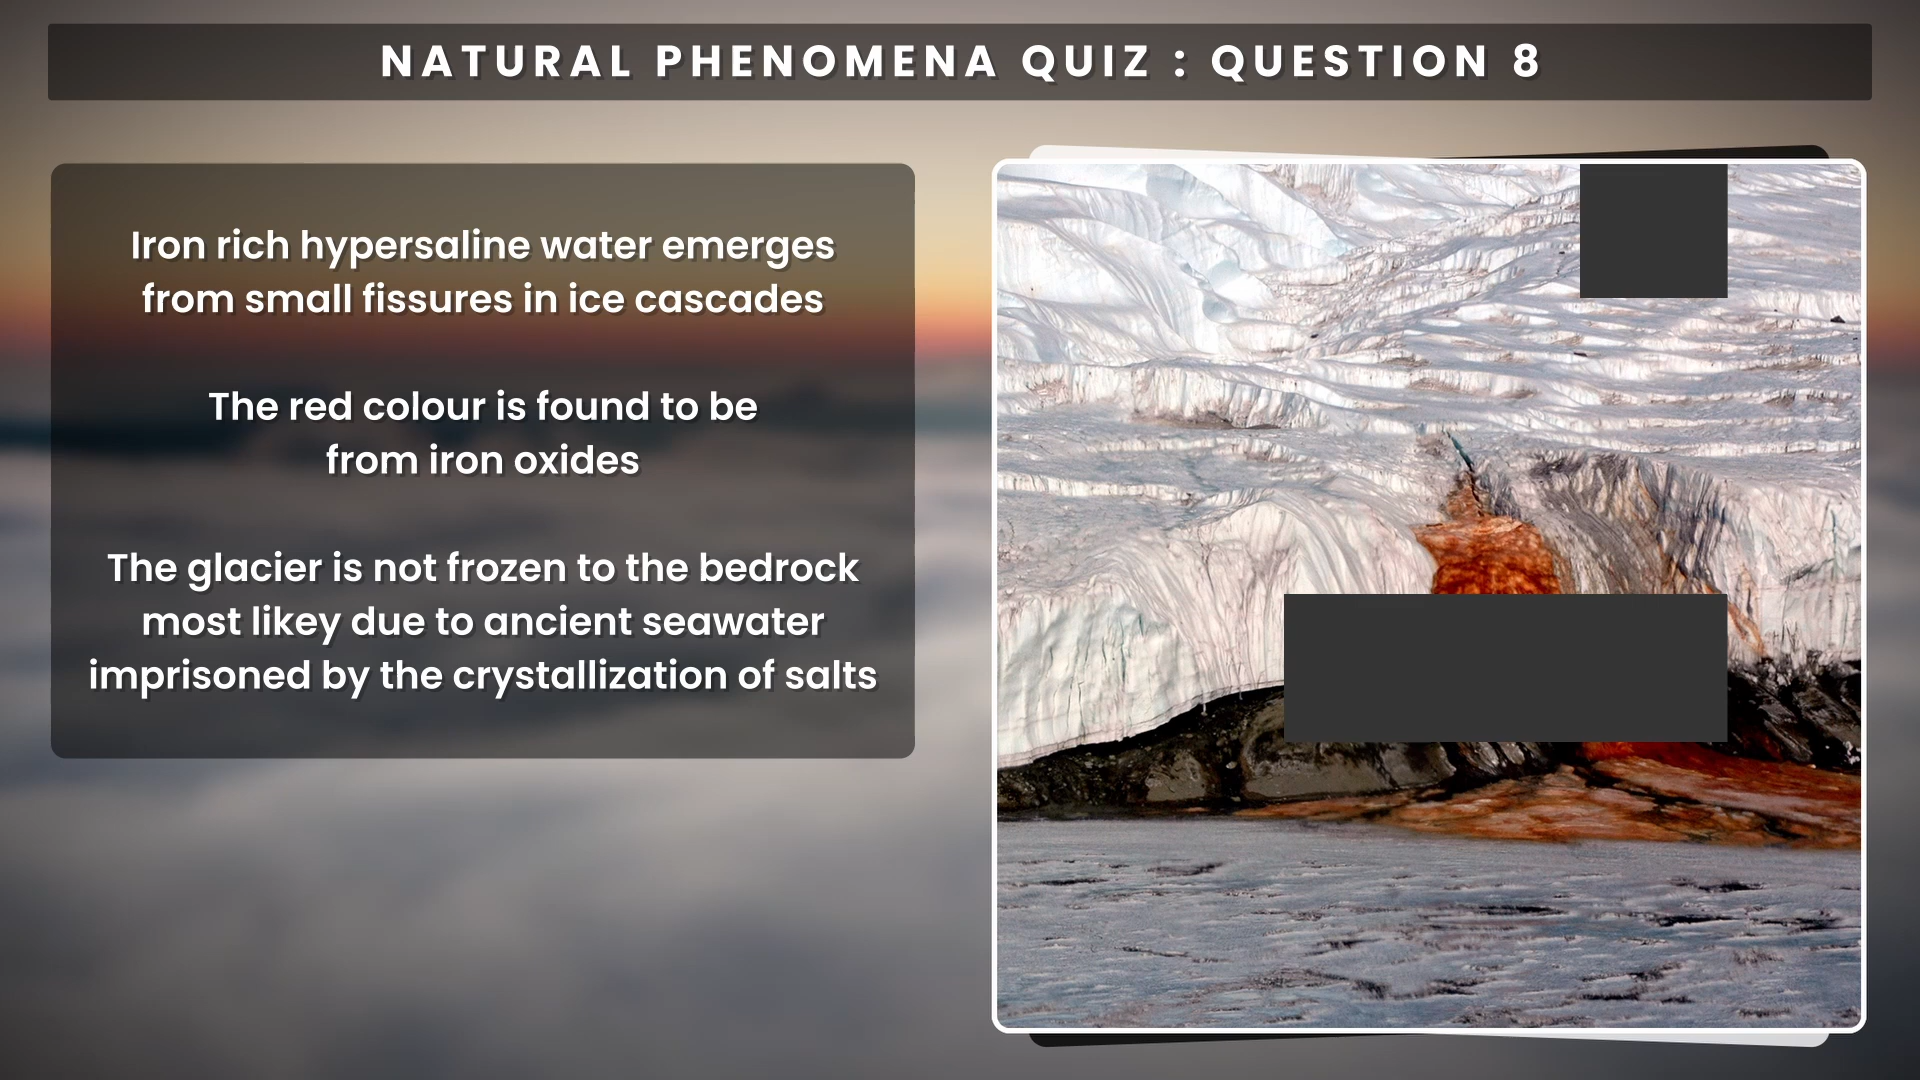 NATURAL PHENOMENA QUIZ : QUESTION 8
Iron rich hypersaline water emerges
from small fissures in ice cascades
The red colour is found to be
from iron oxides
The glacier is not frozen to the bedrock
most likey due to ancient seawater
imprisoned by the crystallization of salts